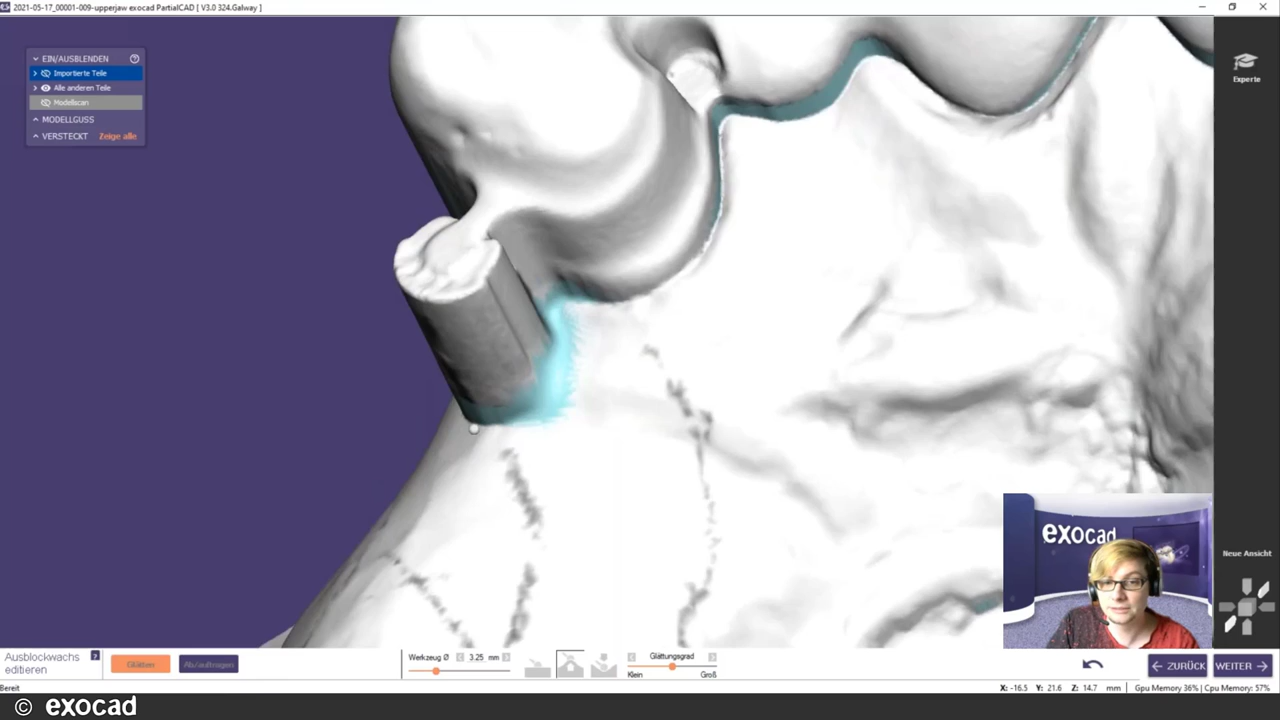 2021-05-17_00001-009-upperjaw exocad PartialCAD [ V3.0 324.Galway ]
EIN/AUSBLENDEN
Importierte Teile
Alle anderen Teile
Modellscan
MODELLGUSS
VERSTECKT Zeige alle
Experte
exocad
Neue Ansicht
Ausblockwachs
editieren
Glätten
Ab/auftragen
Werkzeug Ø 3.25 mm
Glättungsgrad
Klein Groß
ZURÜCK
WEITER
Bereit
X: -16.5 Y: 21.6 Z: 14.7 mm Gpu Memory 36% | Cpu Memory: 57%
© exocad